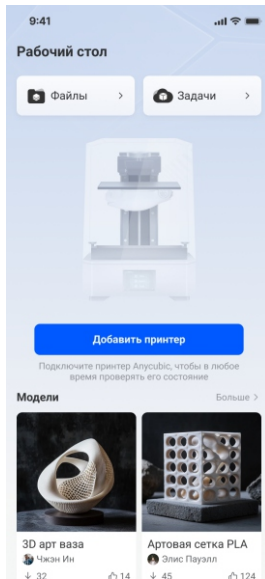 9:41
Рабочий стол
Файлы
Задачи
Добавить принтер
Подключите принтер Anycubic, чтобы в любое
время проверять его состояние
Модели
Больше
3D арт ваза
Артовая сетка PLA
Чжэн Ин
Элис Пауэлл
32
14
45
124